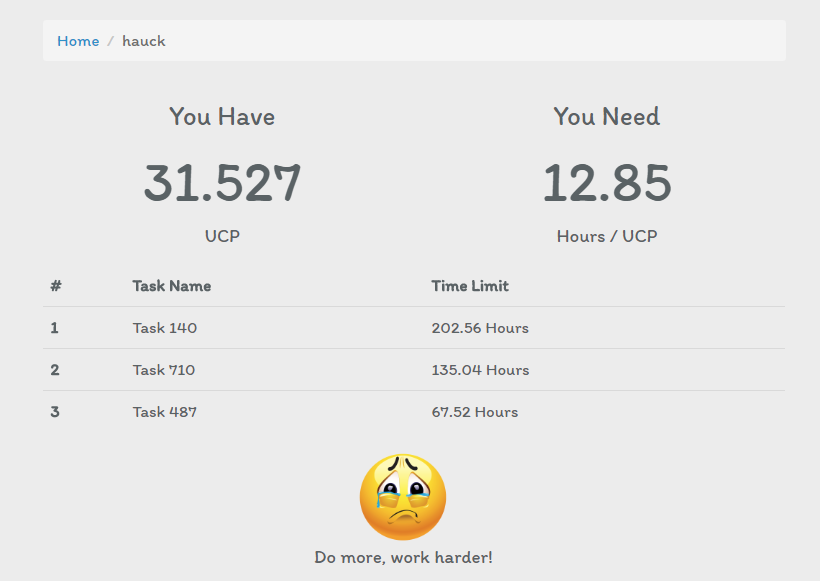 Home / hauck
You Have
You Need
31.527
12.85
UCP
Hours / UCP
# Task Name Time Limit
1 Task 140 202.56 Hours
2 Task 710 135.04 Hours
3 Task 487 67.52 Hours
Do more, work harder!